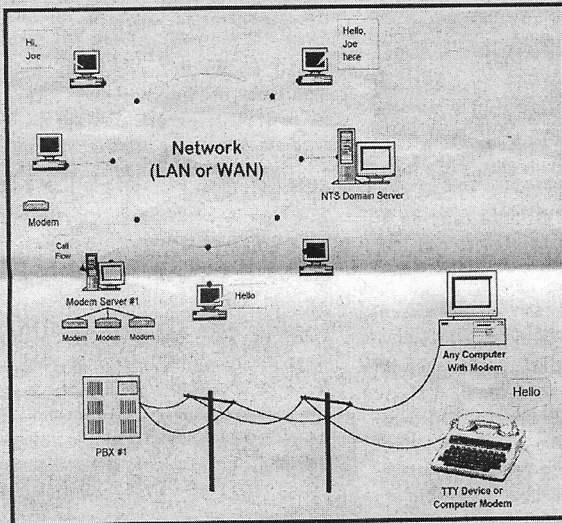 Hi,
Joe
Hello,
Joe
here
Network
(LAN or WAN)
NTS Domain Server
Modem
Call
Flow
Modem Server #1
Hello
Modem
Modem
Modem
Any Computer
With Modem
Hello
PBX #1
TTY Device or
Computer Modem